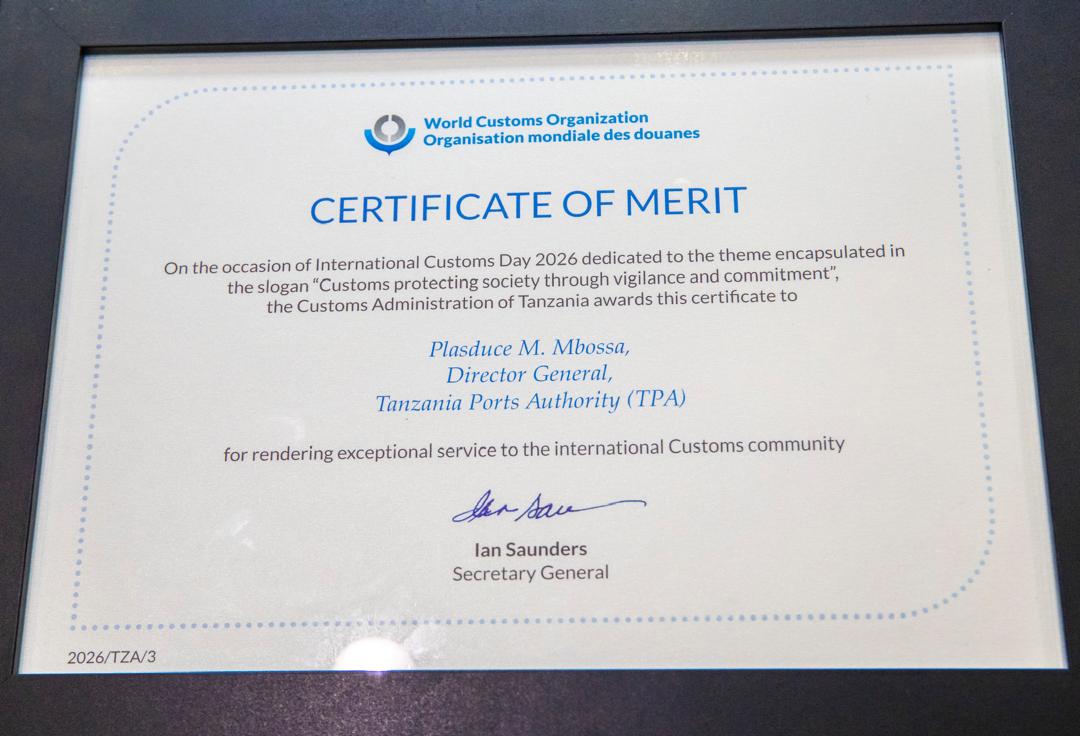 World Customs Organization
Organisation mondiale des douanes
CERTIFICATE OF MERIT
On the occasion of International Customs Day 2026 dedicated to the theme encapsulated in
the slogan “Customs protecting society through vigilance and commitment”,
the Customs Administration of Tanzania awards this certificate to
Plasduce M. Mbossa,
Director General,
Tanzania Ports Authority (TPA)
for rendering exceptional service to the international Customs community
Ian Saunders
Secretary General
2026/TZA/3